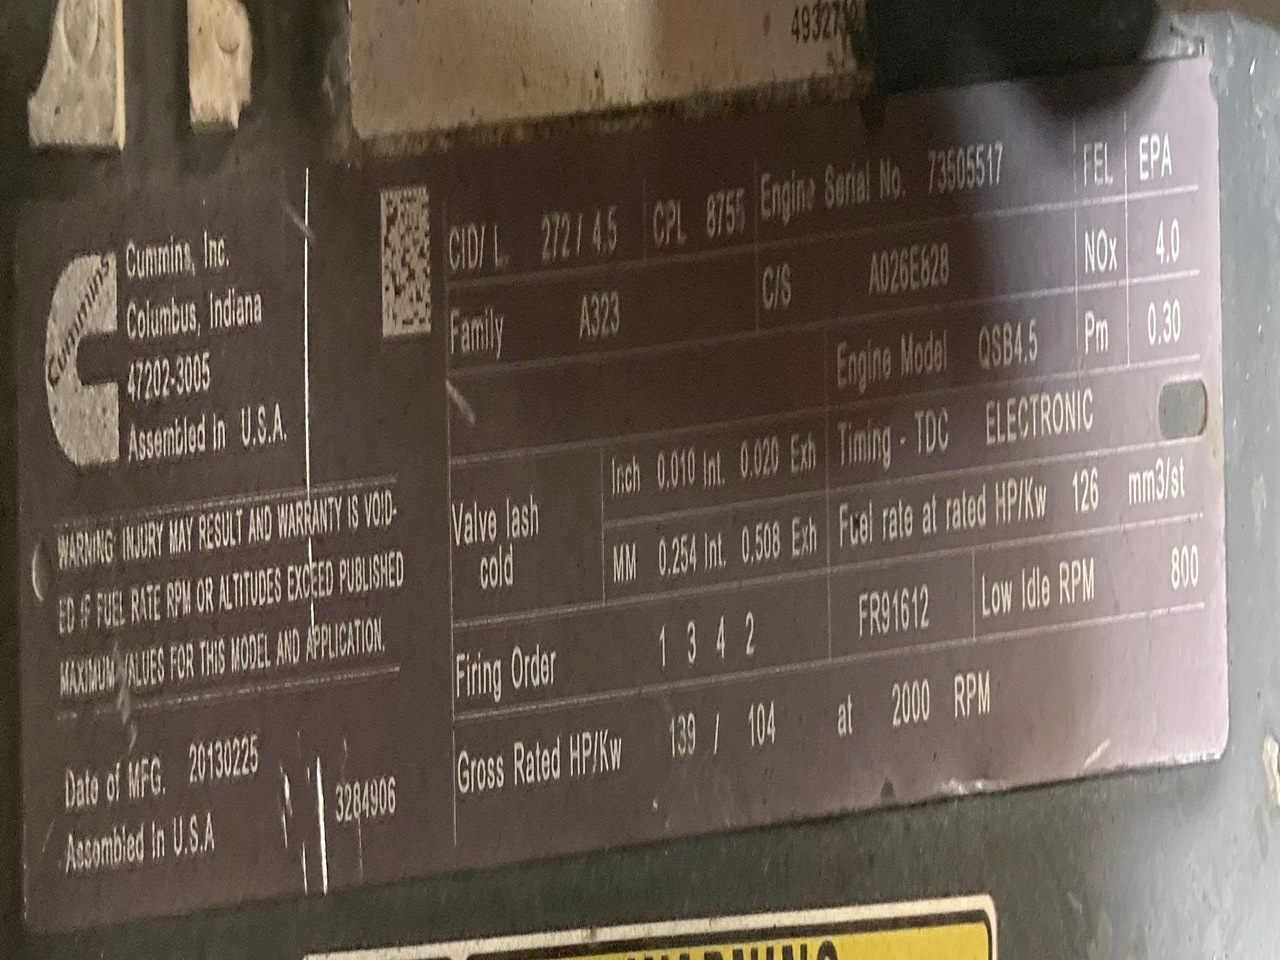 4932712
Cummins
Cummins, Inc.
Columbus, Indiana
47202-3005
Assembled in U.S.A.
WARNING: INJURY MAY RESULT AND WARRANTY IS VOID-
ED IF FUEL RATE RPM OR ALTITUDES EXCEED PUBLISHED
MAXIMUM VALUES FOR THIS MODEL AND APPLICATION.
Date of MFG. 20130225
Assembled in U.S.A
3284906
CID/ L. 272 / 4.5 CPL 8755 Engine Serial No. 73505517 FEL EPA
Family A323 C/S A026E628 NOx 4.0
Engine Model QSB4.5 Pm 0.30
Valve lash cold Inch 0.010 Int. 0.020 Exh Timing - TDC ELECTRONIC
MM 0.254 Int. 0.508 Exh Fuel rate at rated HP/Kw 126 mm3/st
Firing Order 1 3 4 2 FR91612 Low Idle RPM 800
Gross Rated HP/Kw 139 / 104 at 2000 RPM
WARNING